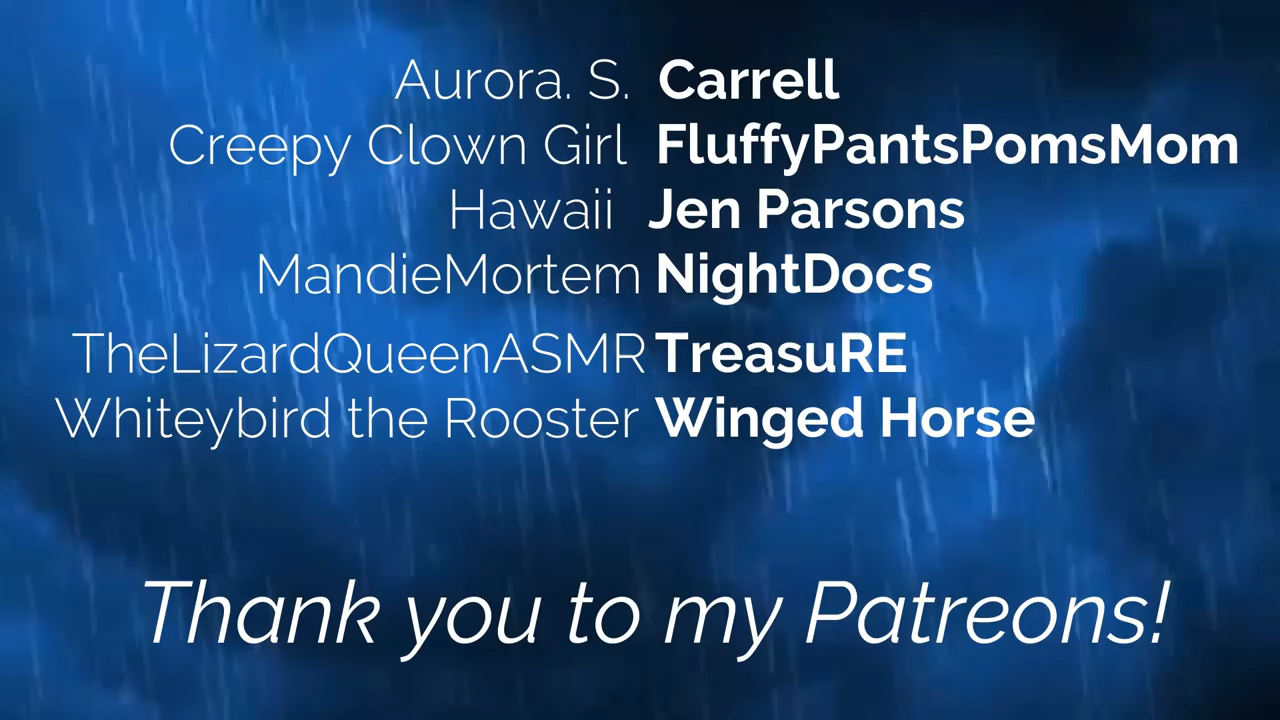 Aurora. S. Carrell
Creepy Clown Girl FluffyPantsPomsMom
Hawaii Jen Parsons
MandieMortem NightDocs
TheLizardQueenASMR TreasuRE
Whiteybird the Rooster Winged Horse
Thank you to my Patreons!